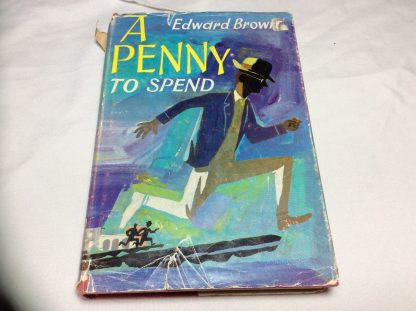 Edward Brown
A
PENNY
TO SPEND